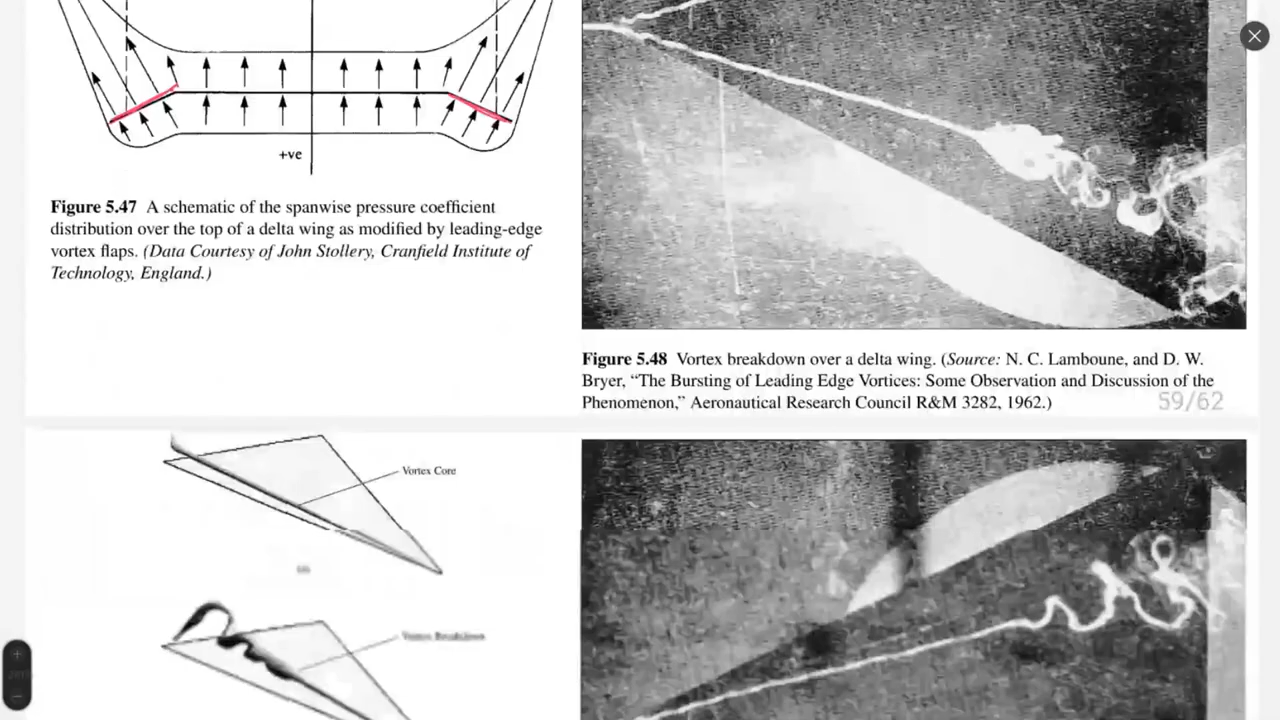 +ve
Figure 5.47 A schematic of the spanwise pressure coefficient
distribution over the top of a delta wing as modified by leading-edge
vortex flaps. (Data Courtesy of John Stollery, Cranfield Institute of
Technology, England.)
Figure 5.48 Vortex breakdown over a delta wing. (Source: N. C. Lamboune, and D. W.
Bryer, “The Bursting of Leading Edge Vortices: Some Observation and Discussion of the
Phenomenon,” Aeronautical Research Council R&M 3282, 1962.)
59/62
Vortex Core
Vortex Breakdown